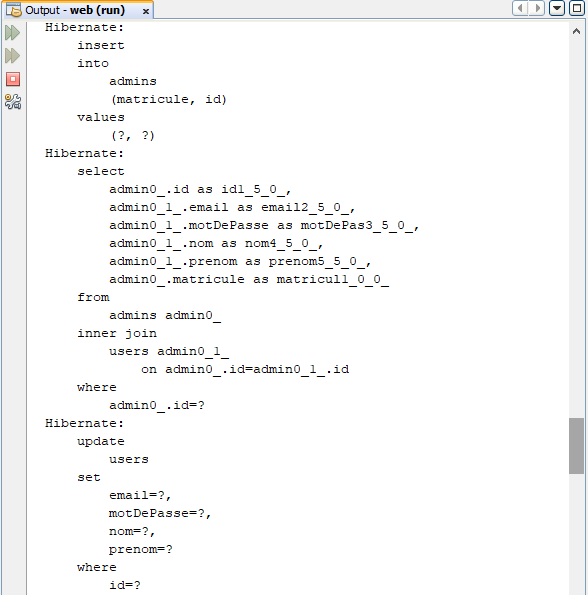 Output - web (run) x
Hibernate:
    insert
    into
        admins
        (matricule, id)
    values
        (?, ?)
Hibernate:
    select
        admin0_.id as id1_5_0_,
        admin0_1_.email as email2_5_0_,
        admin0_1_.motDePasse as motDePas3_5_0_,
        admin0_1_.nom as nom4_5_0_,
        admin0_1_.prenom as prenom5_5_0_,
        admin0_.matricule as matricul1_0_0_
    from
        admins admin0_
    inner join
        users admin0_1_
            on admin0_.id=admin0_1_.id
    where
        admin0_.id=?
Hibernate:
    update
        users
    set
        email=?,
        motDePasse=?,
        nom=?,
        prenom=?
    where
        id=?